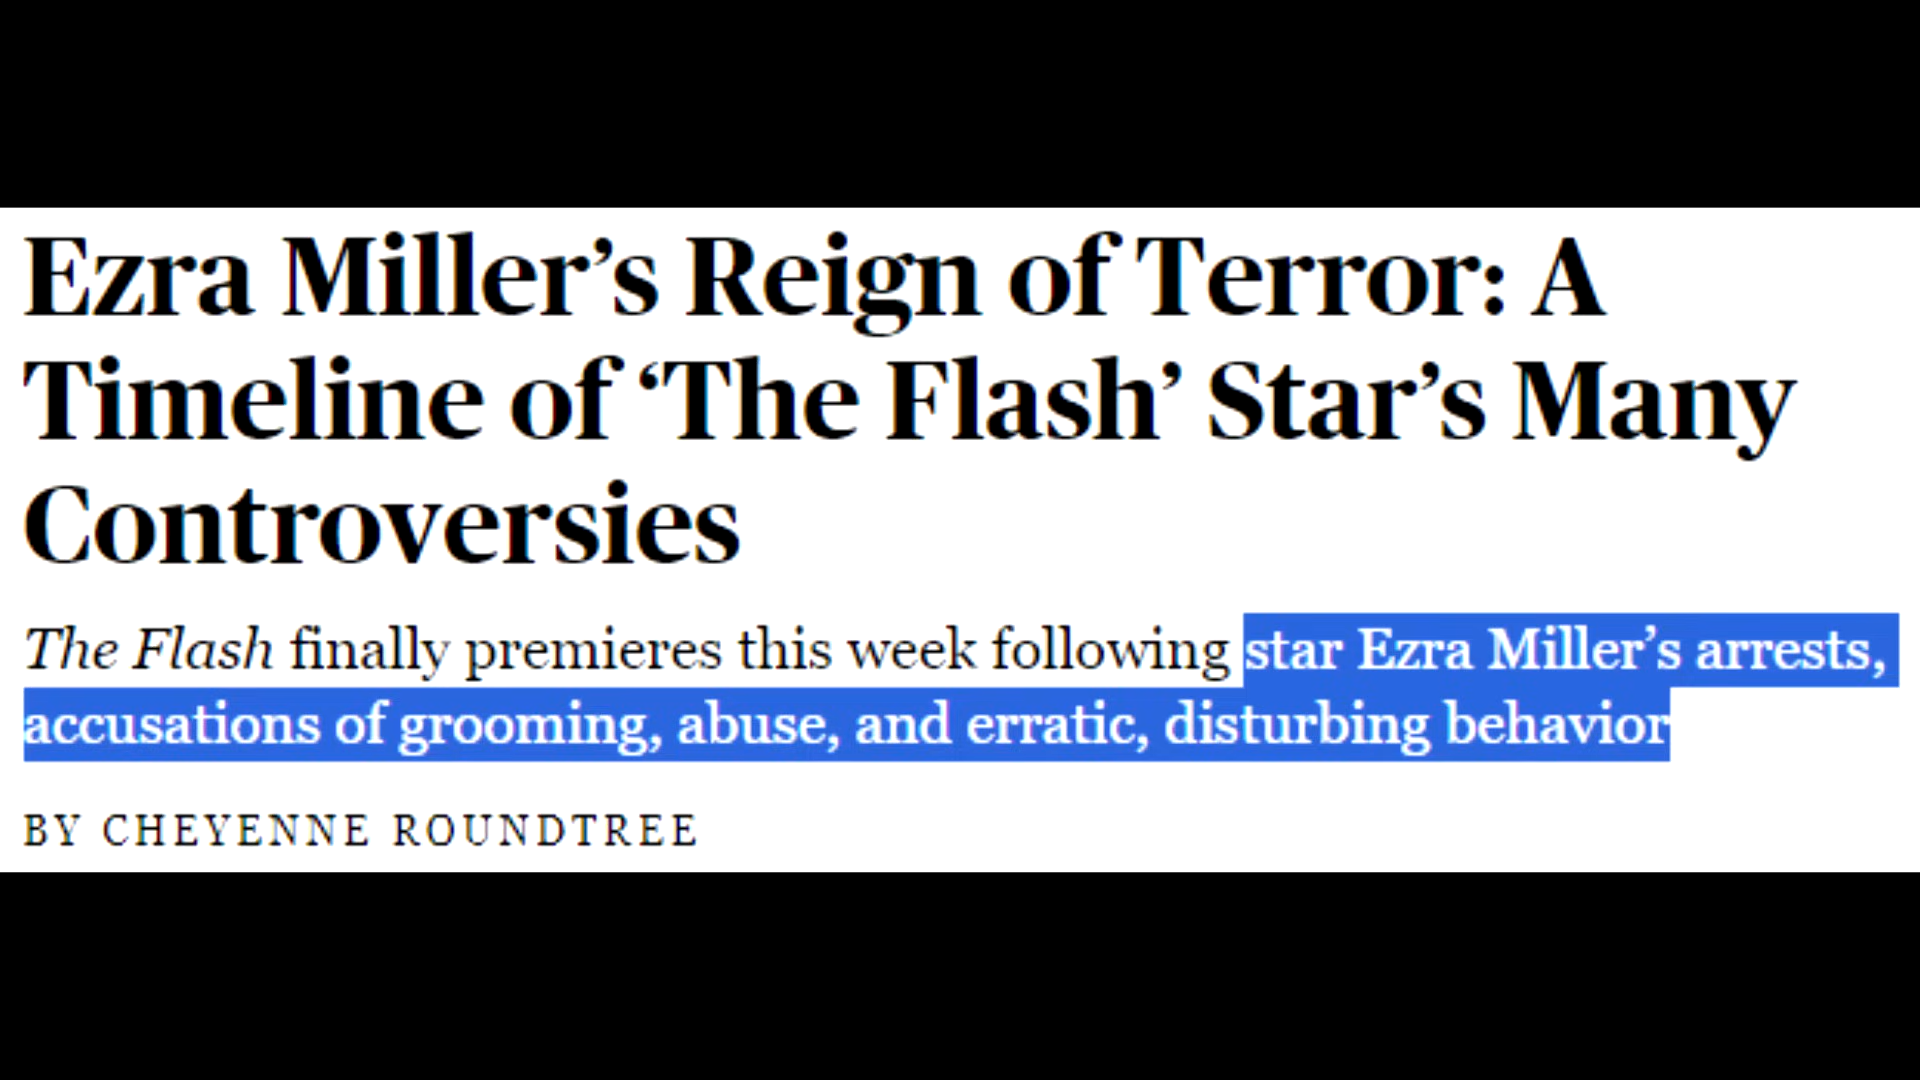 Ezra Miller’s Reign of Terror: A
Timeline of ‘The Flash’ Star’s Many
Controversies
The Flash finally premieres this week following star Ezra Miller’s arrests,
accusations of grooming, abuse, and erratic, disturbing behavior
BY CHEYENNE ROUNDTREE